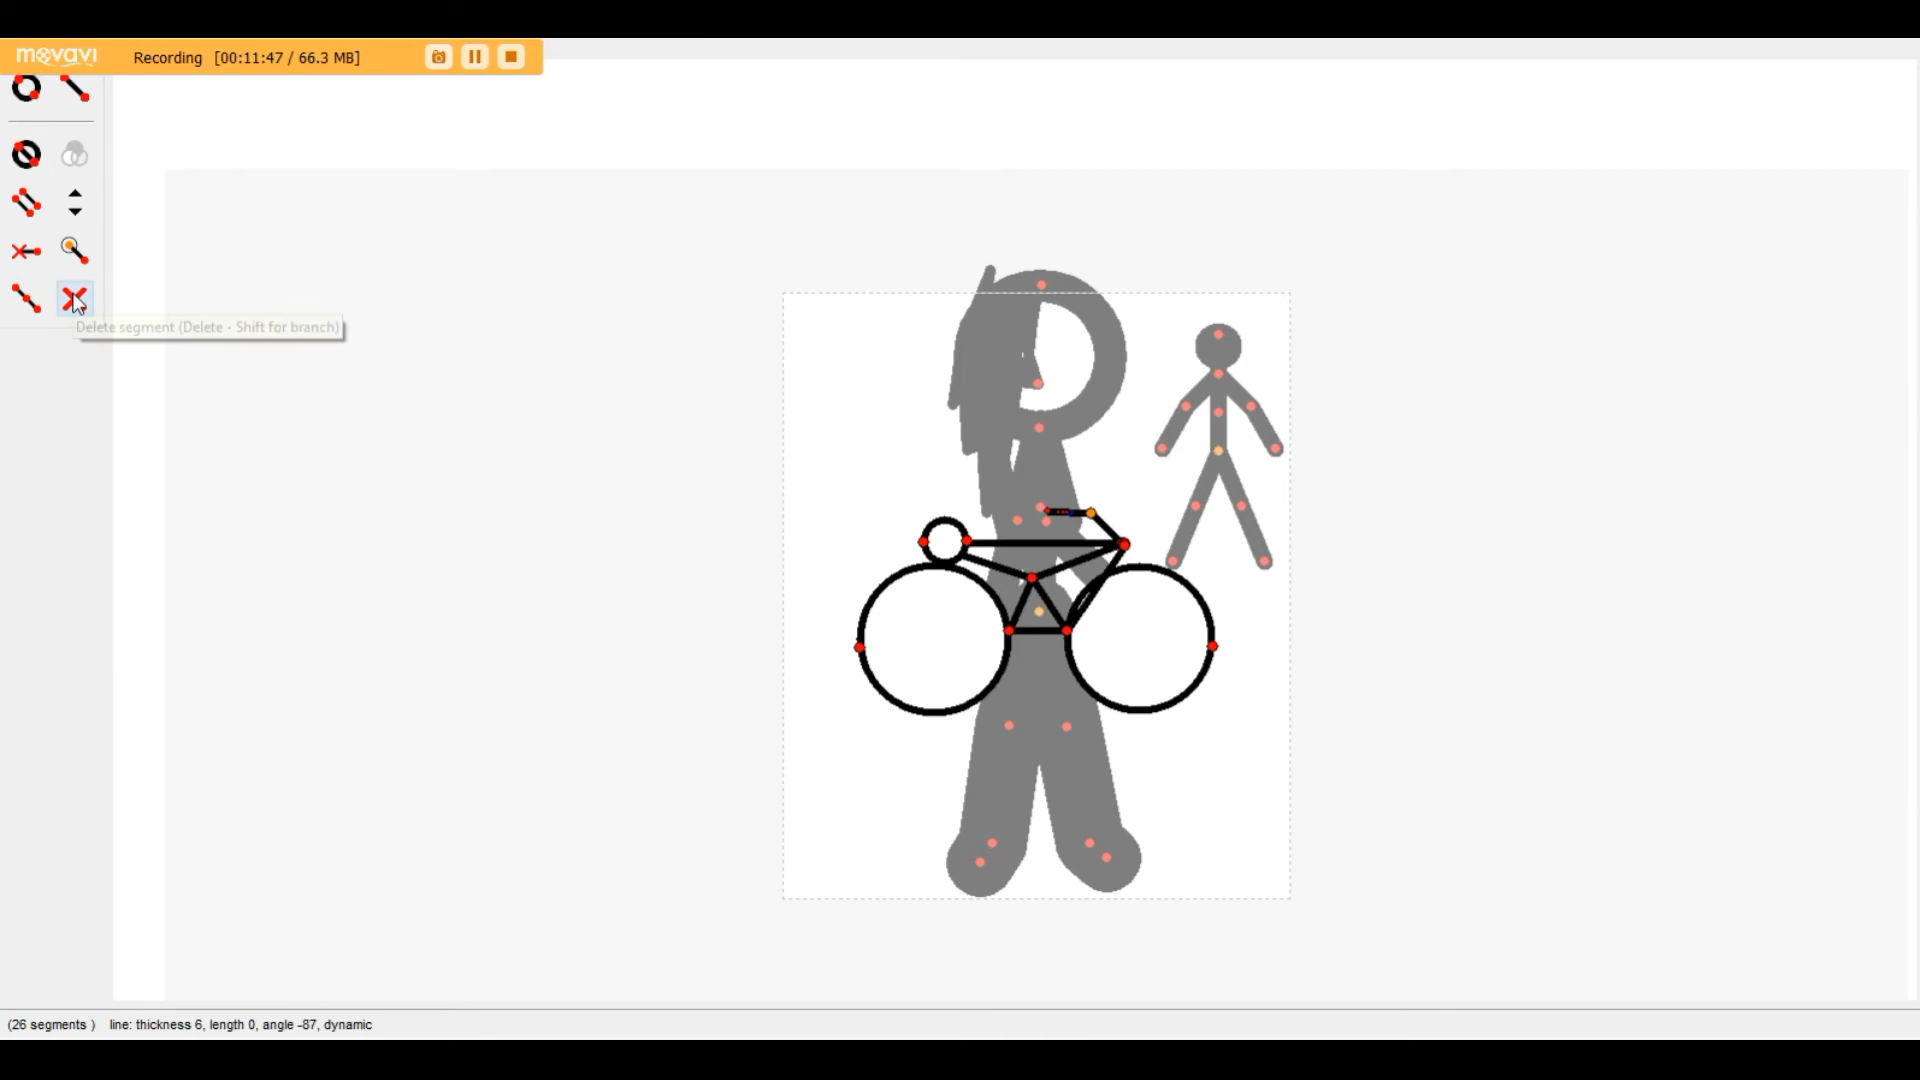 movavi Recording [00:11:47 / 66.3 MB]
Delete segment (Delete - Shift for branch)
(26 segments ) line: thickness 6, length 0, angle -87, dynamic